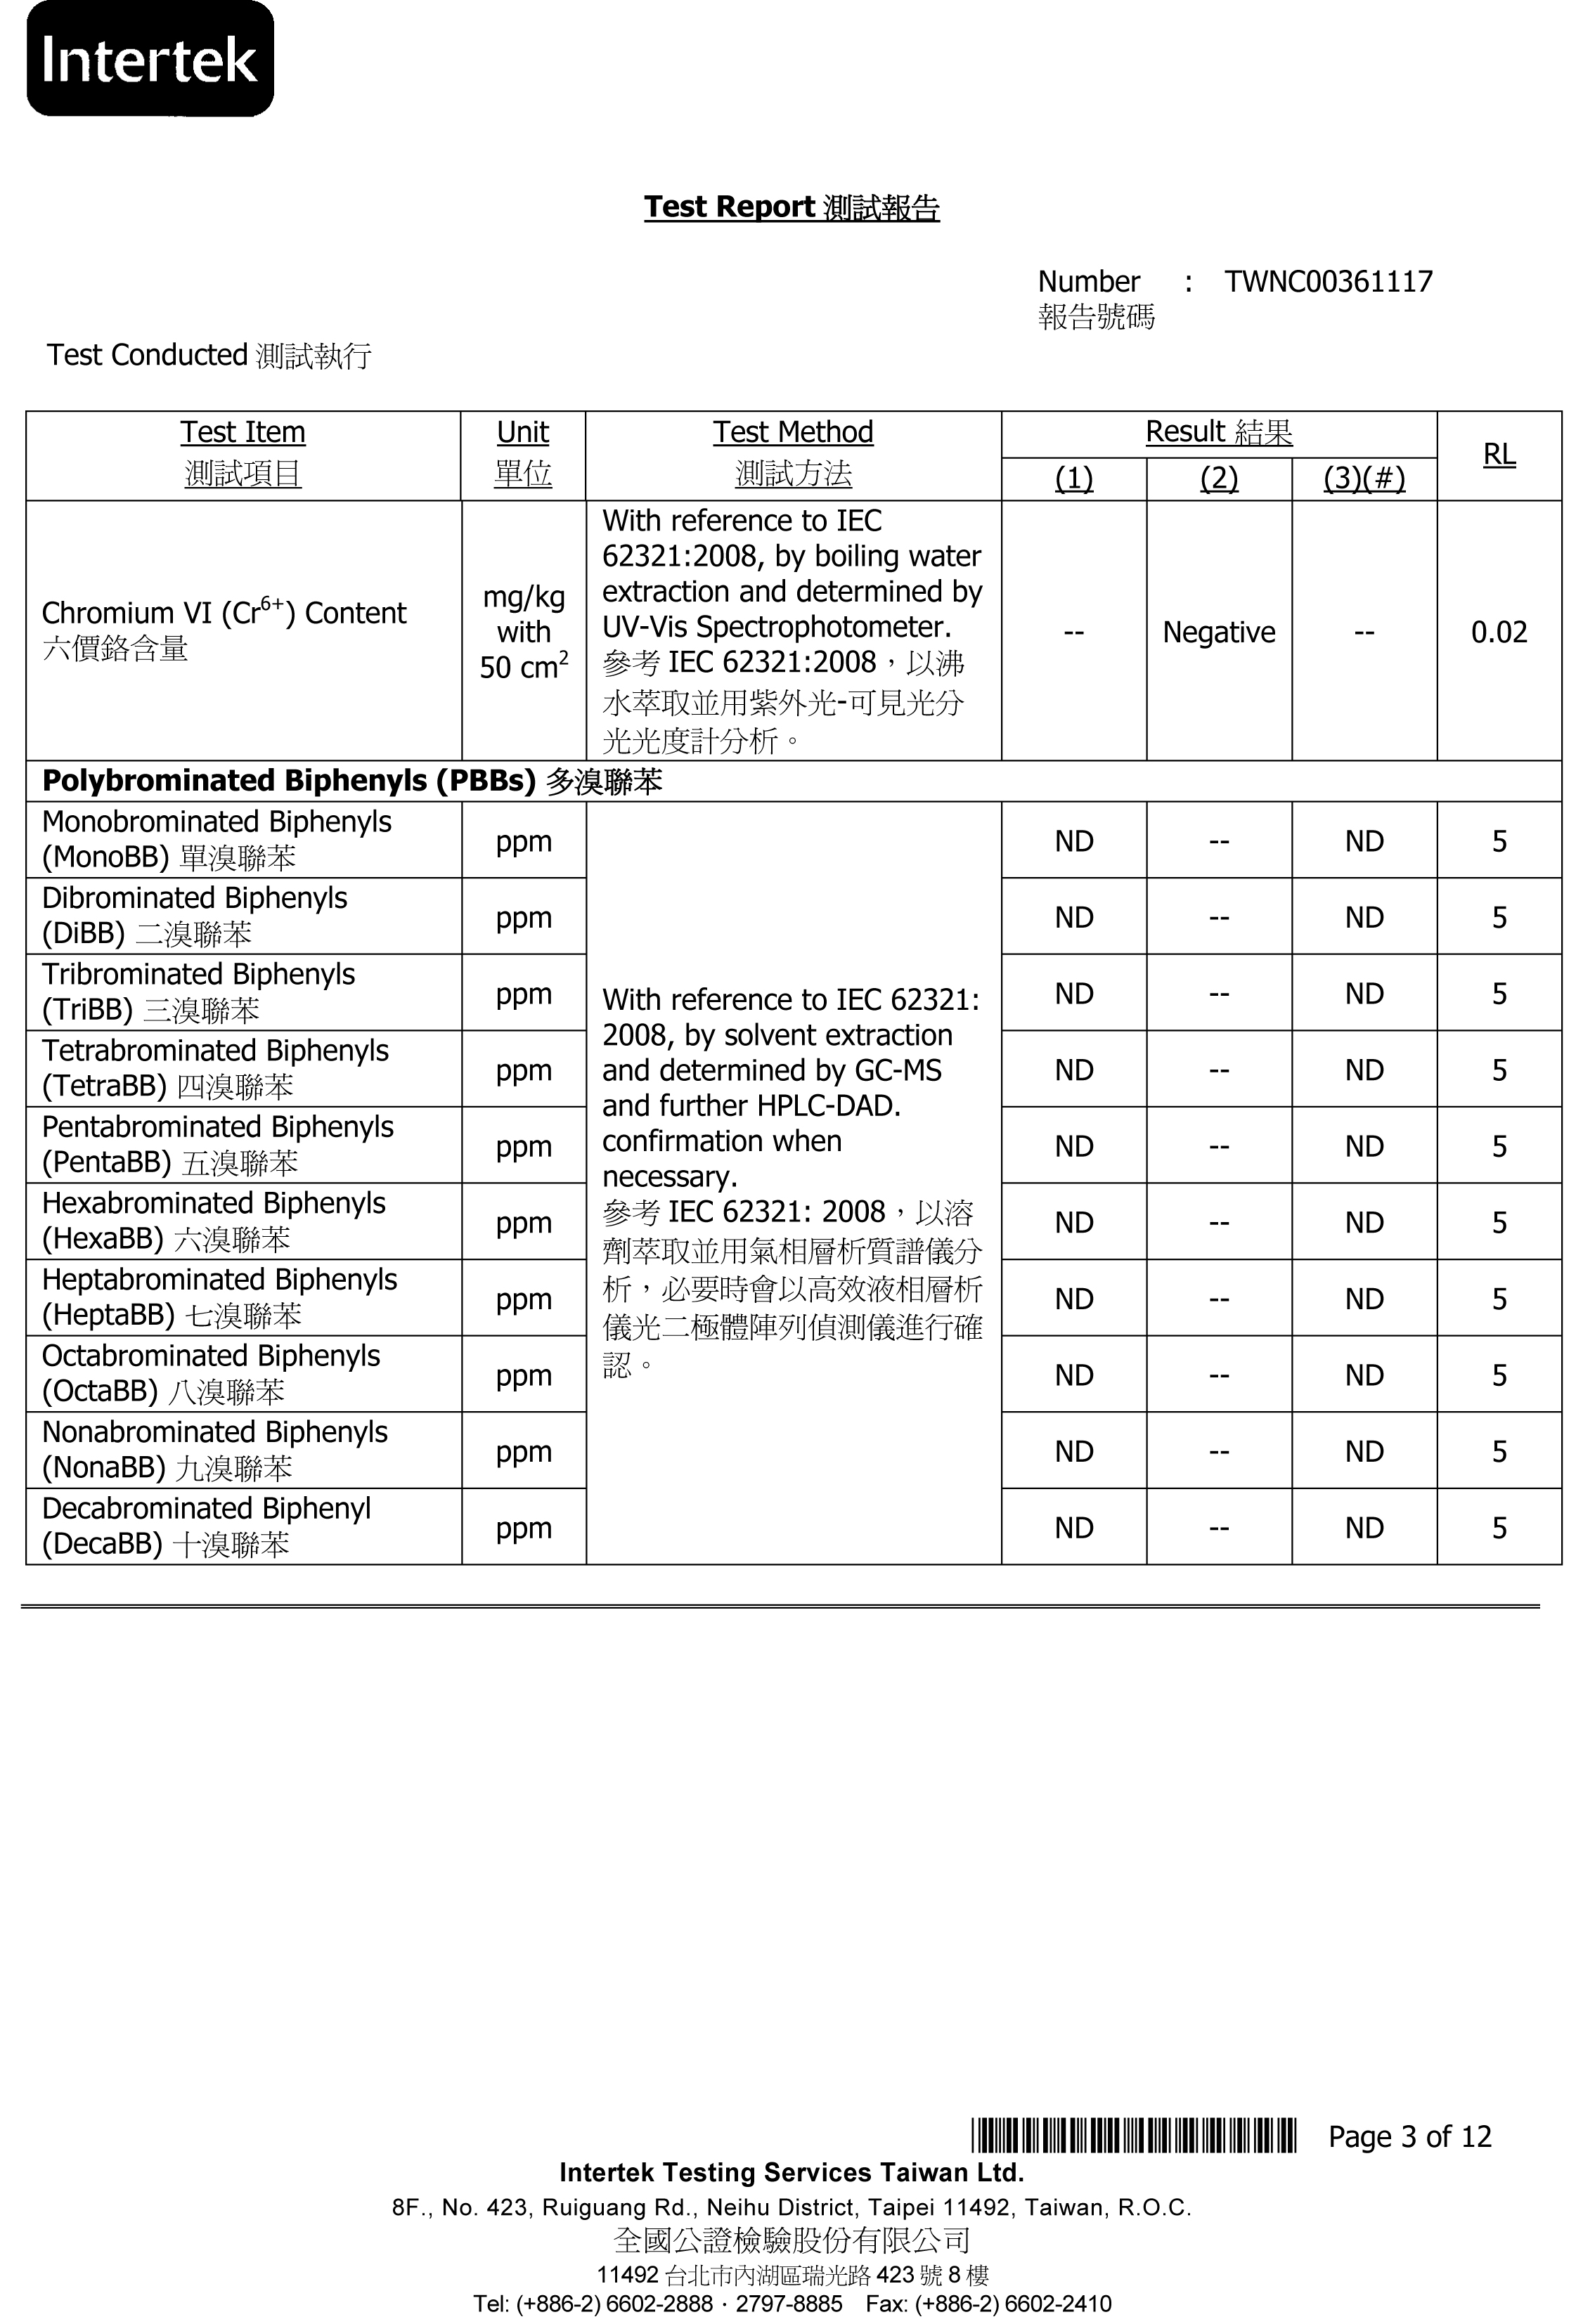 Intertek
Test Report 測試報告
Number : TWNC00361117
報告號碼
Test Conducted 測試執行
Test Item Unit Test Method Result 結果 RL
測試項目 單位 測試方法 (1) (2) (3)(#)
Chromium VI (Cr6+) Content
六價鉻含量
mg/kg
with
50 cm2
With reference to IEC
62321:2008, by boiling water
extraction and determined by
UV-Vis Spectrophotometer.
參考 IEC 62321:2008，以沸
水萃取並用紫外光-可見光分
光光度計分析。
-- Negative -- 0.02
Polybrominated Biphenyls (PBBs) 多溴聯苯
Monobrominated Biphenyls
(MonoBB) 單溴聯苯
ppm ND -- ND 5
Dibrominated Biphenyls
(DiBB) 二溴聯苯
ppm ND -- ND 5
Tribrominated Biphenyls
(TriBB) 三溴聯苯
ppm ND -- ND 5
Tetrabrominated Biphenyls
(TetraBB) 四溴聯苯
ppm ND -- ND 5
Pentabrominated Biphenyls
(PentaBB) 五溴聯苯
ppm ND -- ND 5
Hexabrominated Biphenyls
(HexaBB) 六溴聯苯
ppm ND -- ND 5
Heptabrominated Biphenyls
(HeptaBB) 七溴聯苯
ppm ND -- ND 5
Octabrominated Biphenyls
(OctaBB) 八溴聯苯
ppm ND -- ND 5
Nonabrominated Biphenyls
(NonaBB) 九溴聯苯
ppm ND -- ND 5
Decabrominated Biphenyl
(DecaBB) 十溴聯苯
ppm ND -- ND 5
With reference to IEC 62321:
2008, by solvent extraction
and determined by GC-MS
and further HPLC-DAD.
confirmation when
necessary.
參考 IEC 62321: 2008，以溶
劑萃取並用氣相層析質譜儀分
析，必要時會以高效液相層析
儀光二極體陣列偵測儀進行確
認。
Page 3 of 12
Intertek Testing Services Taiwan Ltd.
8F., No. 423, Ruiguang Rd., Neihu District, Taipei 11492, Taiwan, R.O.C.
全國公證檢驗股份有限公司
11492 台北市內湖區瑞光路 423 號 8 樓
Tel: (+886-2) 6602-2888．2797-8885 Fax: (+886-2) 6602-2410